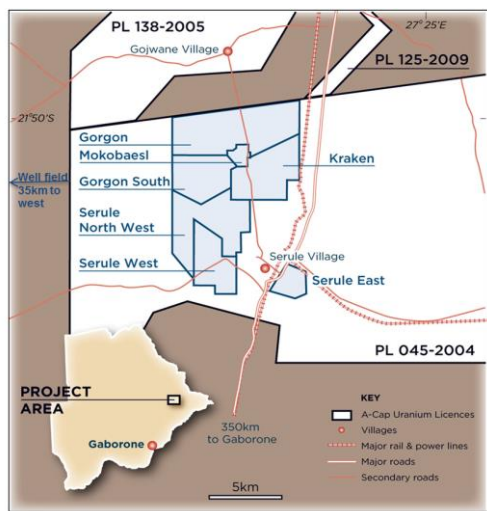 27° 25'E
PL 138-2005
Gojwane Village
PL 125-2009
21°50'S
Gorgon
Mokobaesl
Kraken
Well field
35km to
west
Gorgon South
Serule
North West
Serule Village
Serule West
Serule East
PL 045-2004
PROJECT
AREA
350km
to Gaborone
Gaborone
5km
KEY
A-Cap Uranium Licences
Villages
Major rail & power lines
Major roads
Secondary roads